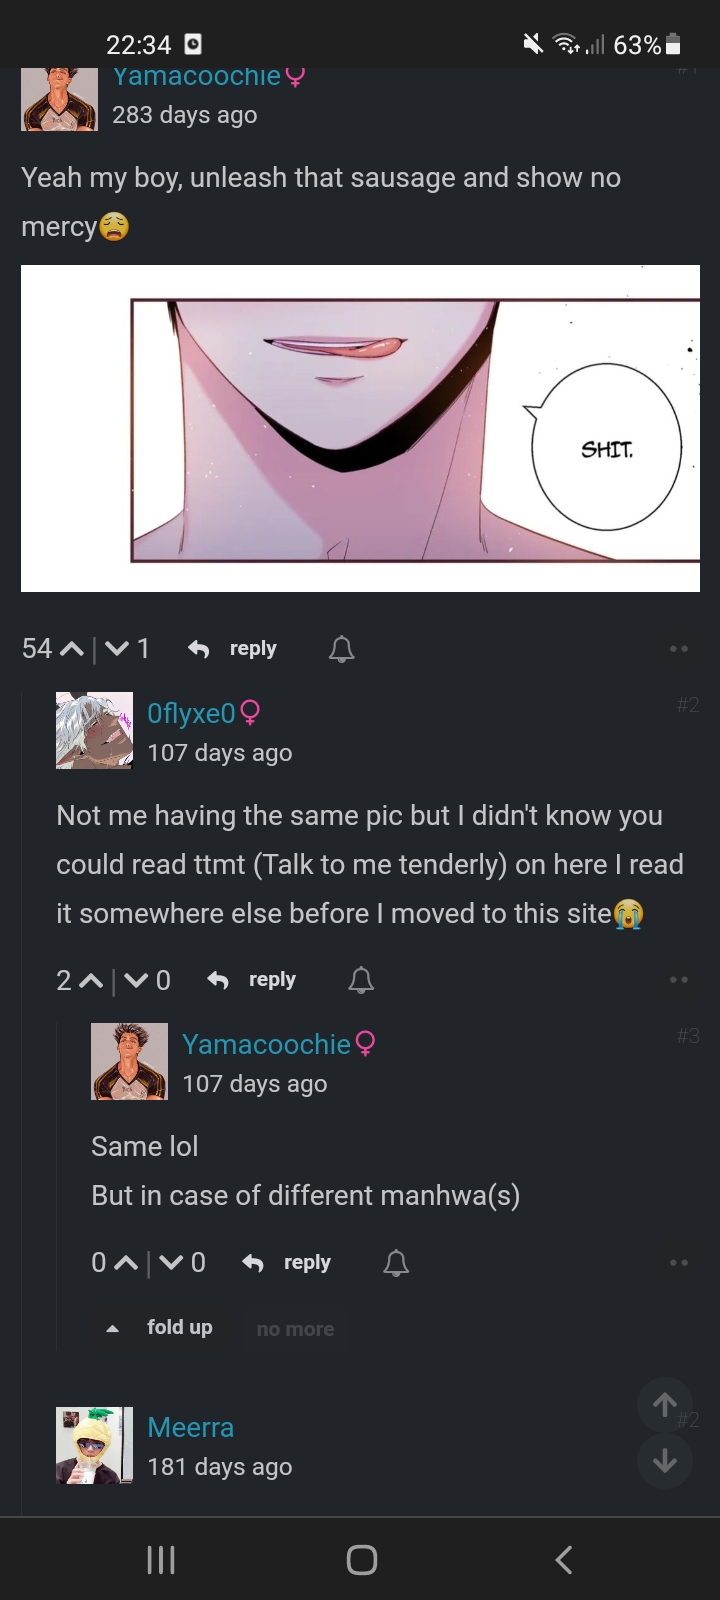 22:34 63%
Yamacoochie♀ #1
283 days ago
Yeah my boy, unleash that sausage and show no
mercy😩
SHIT.
54 | 1 reply
0flyxe0♀ #2
107 days ago
Not me having the same pic but I didn't know you
could read ttmt (Talk to me tenderly) on here I read
it somewhere else before I moved to this site😭
2 | 0 reply
Yamacoochie♀ #3
107 days ago
Same lol
But in case of different manhwa(s)
0 | 0 reply
fold up no more
Meerra #2
181 days ago